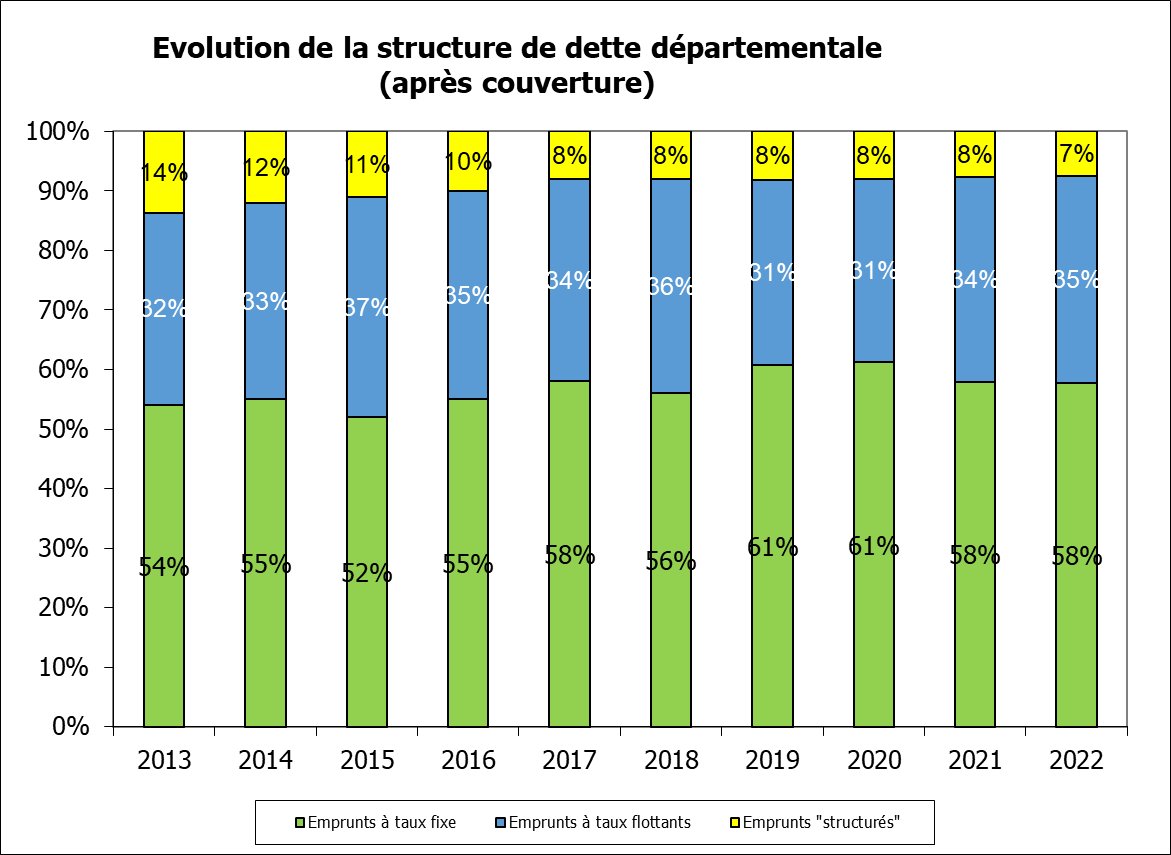 Evolution de la structure de dette départementale
(après couverture)
100%
90%
80%
70%
60%
50%
40%
30%
20%
10%
0%
14% 12% 11% 10% 8% 8% 8% 8% 8% 7%
32% 33% 37% 35% 34% 36% 31% 31% 34% 35%
54% 55% 52% 55% 58% 56% 61% 61% 58% 58%
2013 2014 2015 2016 2017 2018 2019 2020 2021 2022
Emprunts à taux fixe Emprunts à taux flottants Emprunts "structurés"